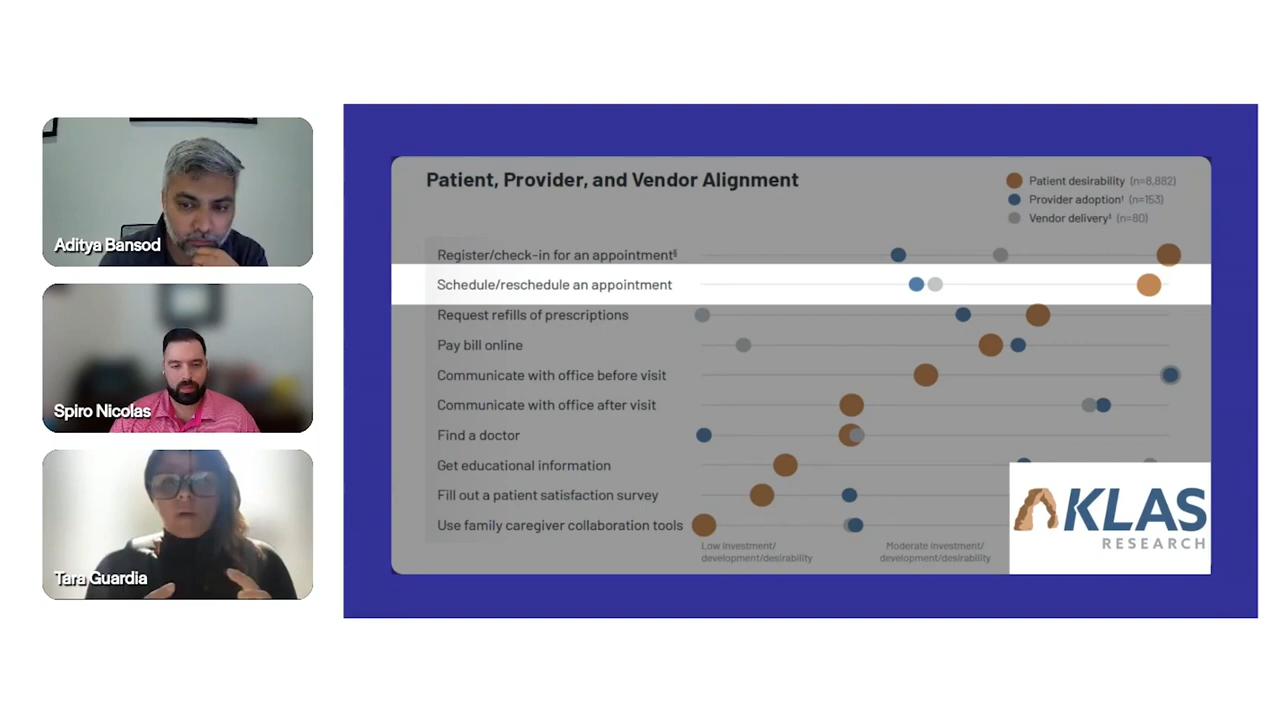 Aditya Bansod
Spiro Nicolas
Tara Guardia
Patient, Provider, and Vendor Alignment
Patient desirability (n=8,882)
Provider adoption† (n=153)
Vendor delivery‡ (n=80)
Register/check-in for an appointment§
Schedule/reschedule an appointment
Request refills of prescriptions
Pay bill online
Communicate with office before visit
Communicate with office after visit
Find a doctor
Get educational information
Fill out a patient satisfaction survey
Use family caregiver collaboration tools
Low investment/
development/desirability
Moderate investment/
development/desirability
KLAS
RESEARCH